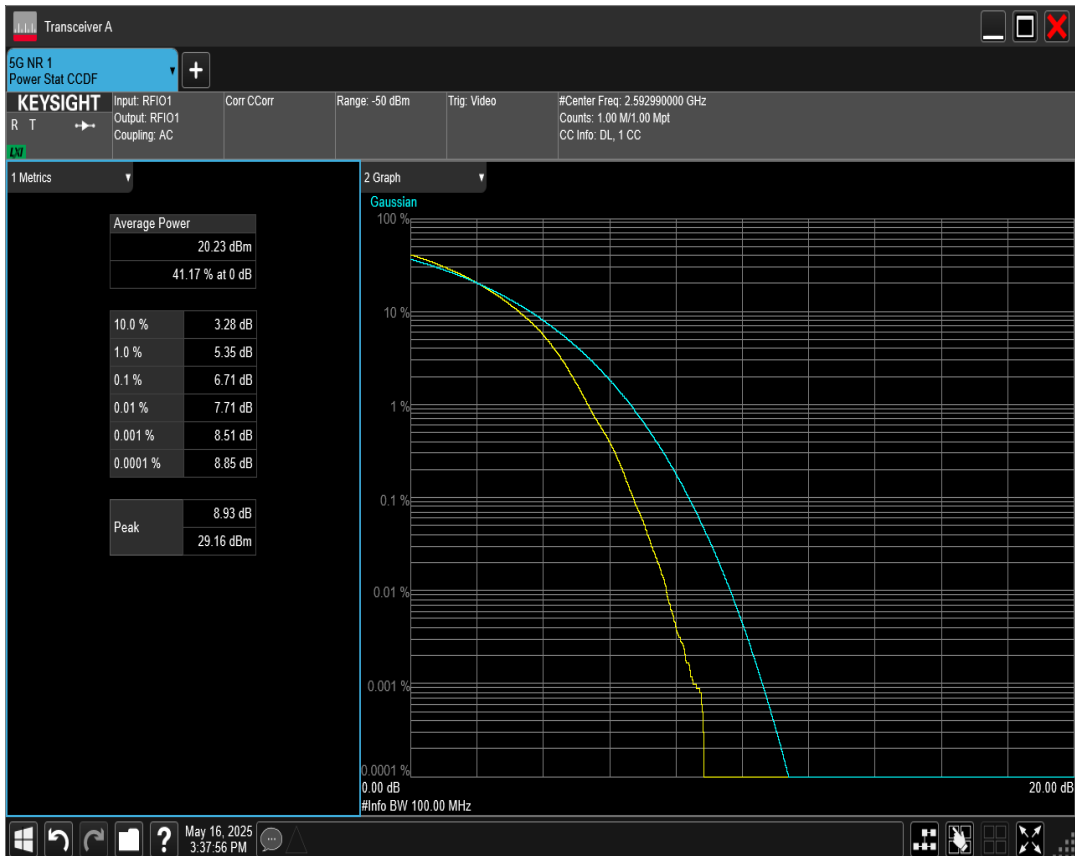 Transceiver A
5G NR 1
Power Stat CCDF
+
KEYSIGHT
R T
LXI
Input: RFIO1
Output: RFIO1
Coupling: AC
Corr CCorr
Range: -50 dBm
Trig: Video
#Center Freq: 2.592990000 GHz
Counts: 1.00 M/1.00 Mpt
CC Info: DL, 1 CC
1 Metrics
Average Power
20.23 dBm
41.17 % at 0 dB
10.0 % 3.28 dB
1.0 % 5.35 dB
0.1 % 6.71 dB
0.01 % 7.71 dB
0.001 % 8.51 dB
0.0001 % 8.85 dB
Peak 8.93 dB
29.16 dBm
2 Graph
Gaussian
100 %
10 %
1 %
0.1 %
0.01 %
0.001 %
0.0001 %
0.00 dB 20.00 dB
#Info BW 100.00 MHz
?
May 16, 2025
3:37:56 PM